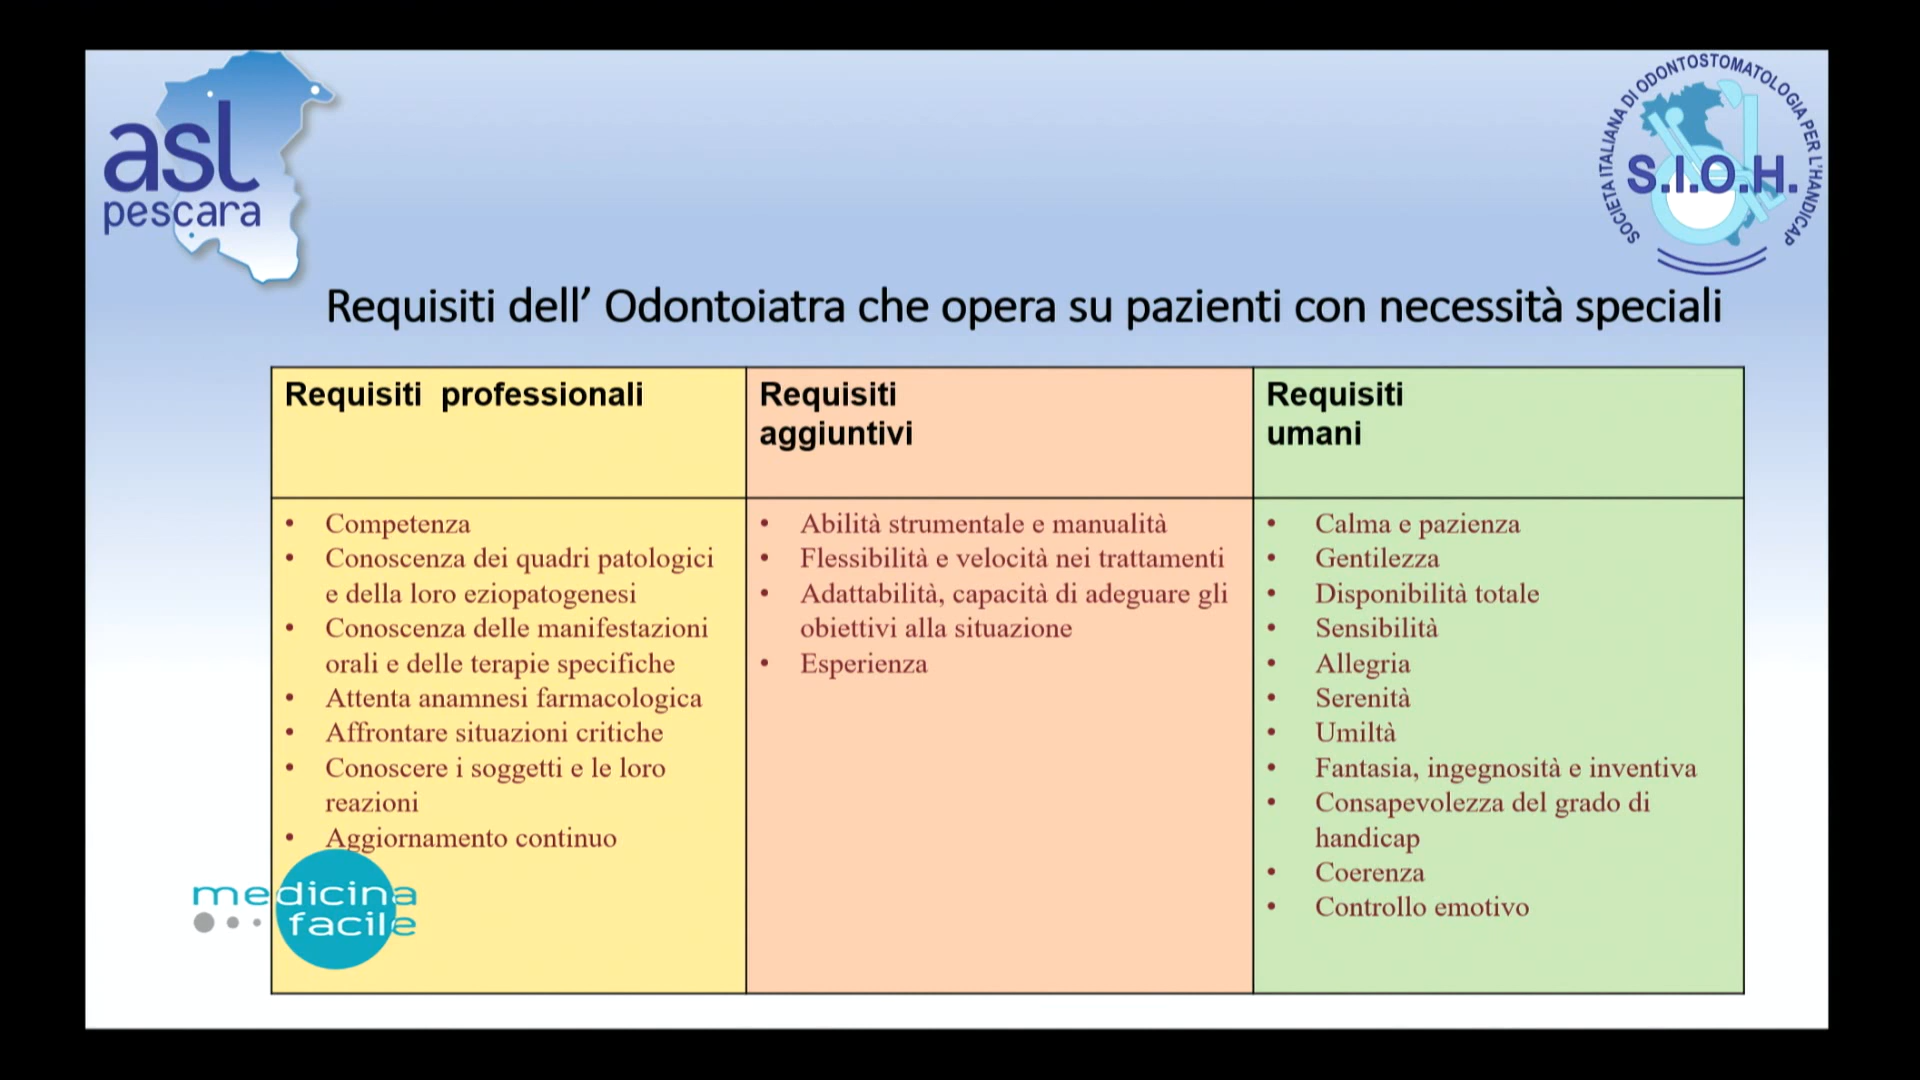 asl
pescara
SOCIETÀ ITALIANA DI ODONTOSTOMATOLOGIA PER L'HANDICAP
S.I.O.H.
Requisiti dell’ Odontoiatra che opera su pazienti con necessità speciali
Requisiti professionali
• Competenza
• Conoscenza dei quadri patologici
e della loro eziopatogenesi
• Conoscenza delle manifestazioni
orali e delle terapie specifiche
• Attenta anamnesi farmacologica
• Affrontare situazioni critiche
• Conoscere i soggetti e le loro
reazioni
• Aggiornamento continuo
Requisiti
aggiuntivi
• Abilità strumentale e manualità
• Flessibilità e velocità nei trattamenti
• Adattabilità, capacità di adeguare gli
obiettivi alla situazione
• Esperienza
Requisiti
umani
• Calma e pazienza
• Gentilezza
• Disponibilità totale
• Sensibilità
• Allegria
• Serenità
• Umiltà
• Fantasia, ingegnosità e inventiva
• Consapevolezza del grado di
handicap
• Coerenza
• Controllo emotivo
medicina
facile